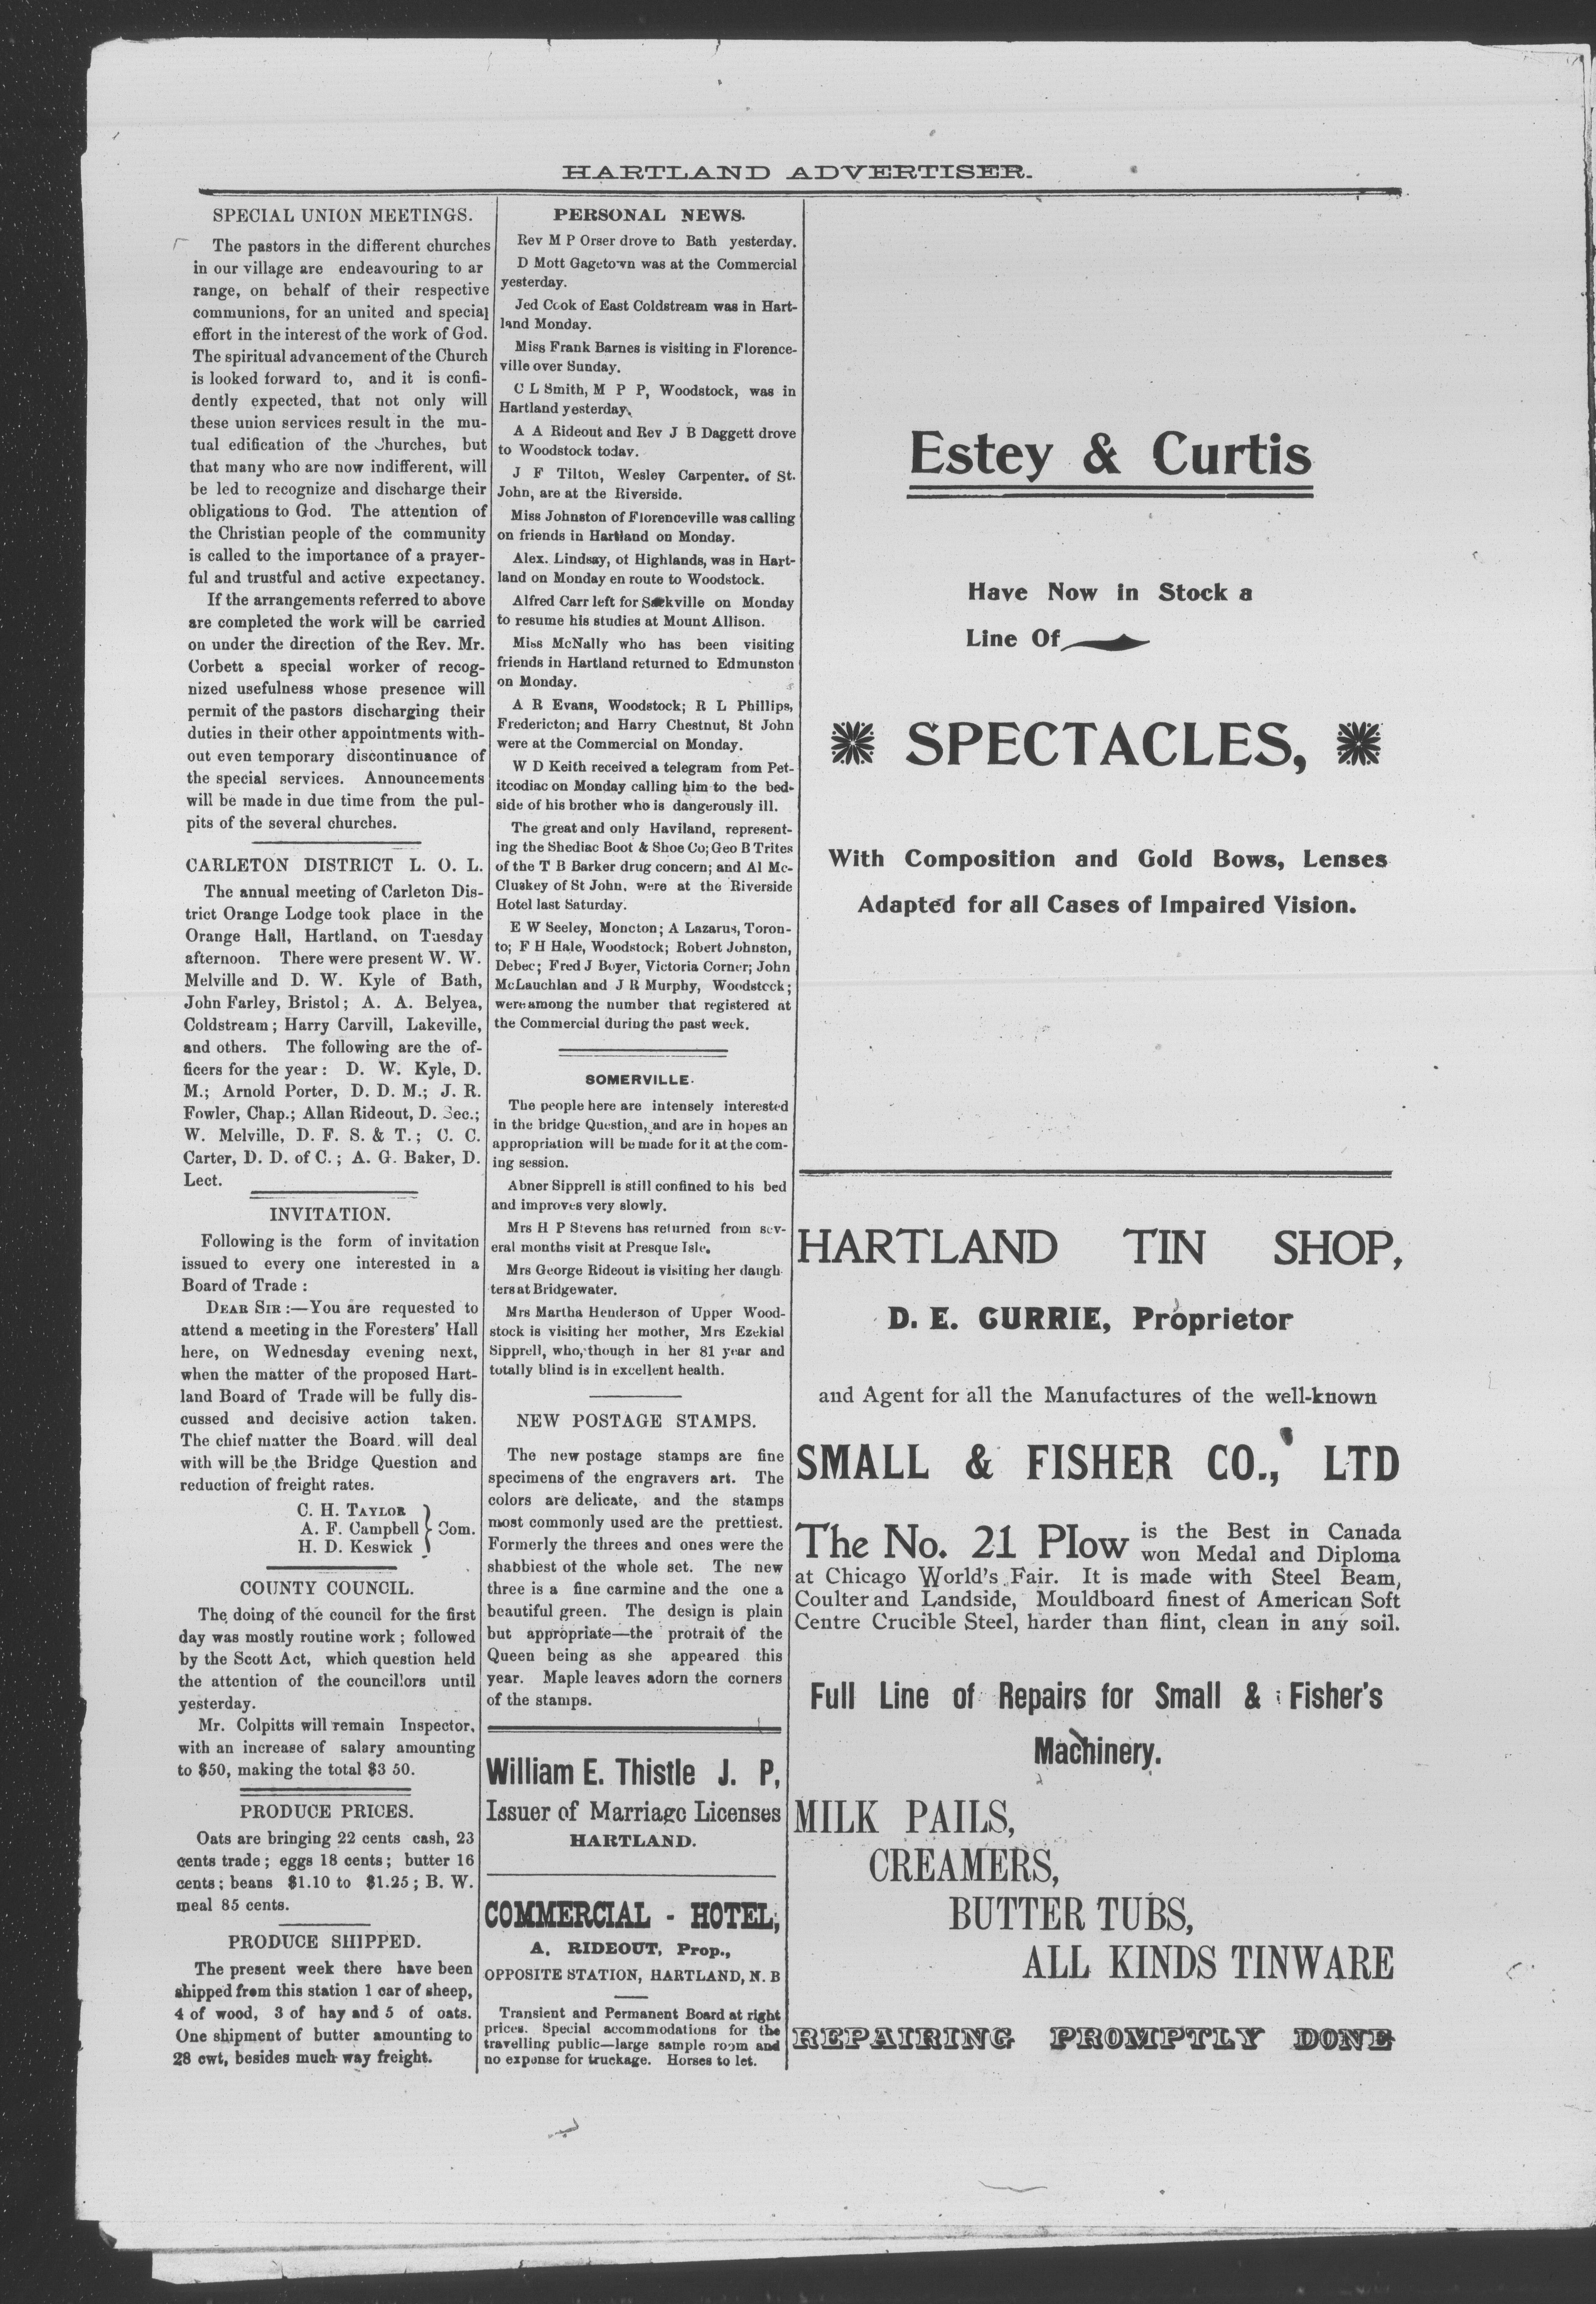 HARTLAND ADVERTISER.
SPECIAL UNION MEETINGS.
The pastors in the different churches
in our village are endeavouring to ar
range, on behalf of their respective
communions, for an united and special
effort in the interest of the work of God.
The spiritual advancement of the Church
is looked forward to, and it is confi-
dently expected, that not only will
these union services result in the mu-
tual edification of the Churches, but
that many who are now indifferent, will
be led to recognize and discharge their
obligations to God. The attention of
the Christian people of the community
is called to the importance of a prayer-
ful and trustful and active expectancy.
If the arrangements referred to above
are completed the work will be carried
on under the direction of the Rev. Mr.
Corbett a special worker of recog-
nized usefulness whose presence will
permit of the pastors discharging their
duties in their other appointments with-
out even temporary discontinuance of
the special services. Announcements
will be made in due time from the pul-
pits of the several churches.
CARLETON DISTRICT L. O. L.
The annual meeting of Carleton Dis-
trict Orange Lodge took place in the
Orange Hall, Hartland, on Tuesday
afternoon. There were present W. W.
Melville and D. W. Kyle of Bath,
John Farley, Bristol; A. A. Belyea,
Coldstream; Harry Carvill, Lakeville,
and others. The following are the of-
ficers for the year: D. W. Kyle, D.
M.; Arnold Porter, D. D. M.; J. R.
Fowler, Chap.; Allan Rideout, D. Sec.;
W. Melville, D. F. S. & T.; C. C.
Carter, D. D. of C.; A. G. Baker, D.
Lect.
INVITATION.
Following is the form of invitation
issued to every one interested in a
Board of Trade:
DEAR SIR:—You are requested to
attend a meeting in the Foresters' Hall
here, on Wednesday evening next,
when the matter of the proposed Hart-
land Board of Trade will be fully dis-
cussed and decisive action taken.
The chief matter the Board will deal
with will be the Bridge Question and
reduction of freight rates.
C. H. TAYLOR
A. F. Campbell } Com.
H. D. Keswick
COUNTY COUNCIL.
The doing of the council for the first
day was mostly routine work; followed
by the Scott Act, which question held
the attention of the councillors until
yesterday.
Mr. Colpitts will remain Inspector,
with an increase of salary amounting
to $50, making the total $3 50.
PRODUCE PRICES.
Oats are bringing 22 cents cash, 23
cents trade; eggs 18 cents; butter 16
cents; beans $1.10 to $1.25; B. W.
meal 85 cents.
PRODUCE SHIPPED.
The present week there have been
shipped from this station 1 car of sheep,
4 of wood, 3 of hay and 5 of oats.
One shipment of butter amounting to
28 cwt, besides much way freight.
PERSONAL NEWS.
Rev M P Orser drove to Bath yesterday.
D Mott Gagetown was at the Commercial
yesterday.
Jed Cook of East Coldstream was in Hart-
land Monday.
Miss Frank Barnes is visiting in Florence-
ville over Sunday.
C L Smith, M P P, Woodstock, was in
Hartland yesterday.
A A Rideout and Rev J B Daggett drove
to Woodstock today.
J F Tilton, Wesley Carpenter, of St.
John, are at the Riverside.
Miss Johnston of Florenceville was calling
on friends in Hartland on Monday.
Alex. Lindsay, of Highlands, was in Hart-
land on Monday en route to Woodstock.
Alfred Carr left for Sackville on Monday
to resume his studies at Mount Allison.
Miss McNally who has been visiting
friends in Hartland returned to Edmunston
on Monday.
A R Evans, Woodstock; R L Phillips,
Fredericton; and Harry Chestnut, St John
were at the Commercial on Monday.
W D Keith received a telegram from Pet-
itcodiac on Monday calling him to the bed-
side of his brother who is dangerously ill.
The great and only Haviland, represent-
ing the Shediac Boot & Shoe Co; Geo B Trites
of the T B Barker drug concern; and Al Mc-
Cluskey of St John, were at the Riverside
Hotel last Saturday.
E W Seeley, Moncton; A Lazarus, Toron-
to; F H Hale, Woodstock; Robert Johnston,
Debec; Fred J Boyer, Victoria Corner; John
McLauchlan and J R Murphy, Woodstock;
were among the number that registered at
the Commercial during the past week.
SOMERVILLE.
The people here are intensely interested
in the bridge Question, and are in hopes an
appropriation will be made for it at the com-
ing session.
Abner Sipprell is still confined to his bed
and improves very slowly.
Mrs H P Stevens has returned from sev-
eral months visit at Presque Isle.
Mrs George Rideout is visiting her daugh-
ters at Bridgewater.
Mrs Martha Henderson of Upper Wood-
stock is visiting her mother, Mrs Ezekial
Sipprell, who, though in her 81 year and
totally blind is in excellent health.
NEW POSTAGE STAMPS.
The new postage stamps are fine
specimens of the engravers art. The
colors are delicate, and the stamps
most commonly used are the prettiest.
Formerly the threes and ones were the
shabbiest of the whole set. The new
three is a fine carmine and the one a
beautiful green. The design is plain
but appropriate—the protrait of the
Queen being as she appeared this
year. Maple leaves adorn the corners
of the stamps.
William E. Thistle J. P,
Issuer of Marriage Licenses
HARTLAND.
COMMERCIAL - HOTEL,
A, RIDEOUT, Prop.,
OPPOSITE STATION, HARTLAND, N. B
Transient and Permanent Board at right
prices. Special accommodations for the
travelling public—large sample room and
no expense for truckage. Horses to let.
Estey & Curtis
Have Now in Stock a
Line Of
SPECTACLES,
With Composition and Gold Bows, Lenses
Adapted for all Cases of Impaired Vision.
HARTLAND TIN SHOP,
D. E. CURRIE, Proprietor
and Agent for all the Manufactures of the well-known
SMALL & FISHER CO., LTD
The No. 21 Plow is the Best in Canada
won Medal and Diploma
at Chicago World's Fair. It is made with Steel Beam,
Coulter and Landside, Mouldboard finest of American Soft
Centre Crucible Steel, harder than flint, clean in any soil.
Full Line of Repairs for Small & Fisher's
Machinery.
MILK PAILS,
CREAMERS,
BUTTER TUBS,
ALL KINDS TINWARE
REPAIRING PROMPTLY DONE